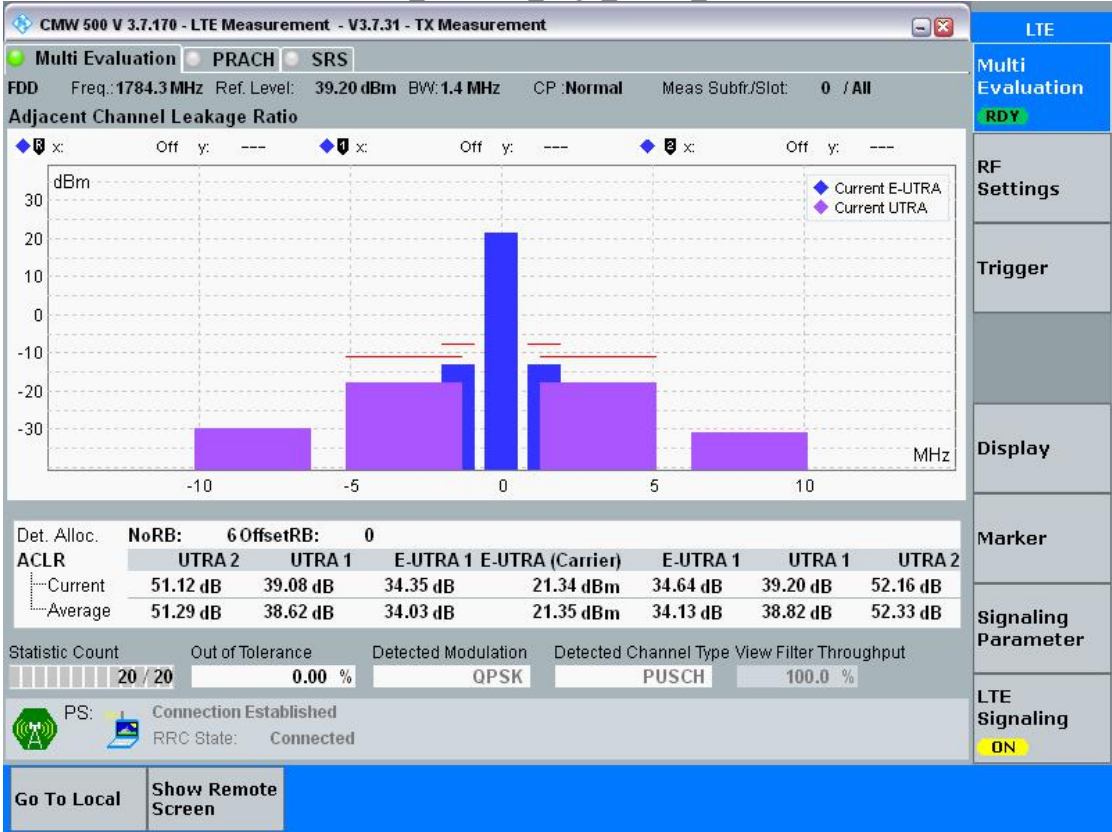 CMW 500 V 3.7.170 - LTE Measurement - V3.7.31 - TX Measurement
LTE
Multi Evaluation PRACH SRS
Multi
Evaluation
RDY
FDD Freq.:1784.3 MHz Ref. Level: 39.20 dBm BW:1.4 MHz CP :Normal Meas Subfr./Slot: 0 / All
Adjacent Channel Leakage Ratio
R x: Off y: --- 1 x: Off y: --- 2 x: Off y: ---
dBm
Current E-UTRA
Current UTRA
30
20
10
0
-10
-20
-30
MHz
-10 -5 0 5 10
RF
Settings
Trigger
Display
Marker
Signaling
Parameter
LTE
Signaling
ON
Det. Alloc. NoRB: 6 OffsetRB: 0
ACLR UTRA 2 UTRA 1 E-UTRA 1 E-UTRA (Carrier) E-UTRA 1 UTRA 1 UTRA 2
Current 51.12 dB 39.08 dB 34.35 dB 21.34 dBm 34.64 dB 39.20 dB 52.16 dB
Average 51.29 dB 38.62 dB 34.03 dB 21.35 dBm 34.13 dB 38.82 dB 52.33 dB
Statistic Count Out of Tolerance Detected Modulation Detected Channel Type View Filter Throughput
20 / 20 0.00 % QPSK PUSCH 100.0 %
PS: Connection Established
RRC State: Connected
Go To Local
Show Remote
Screen